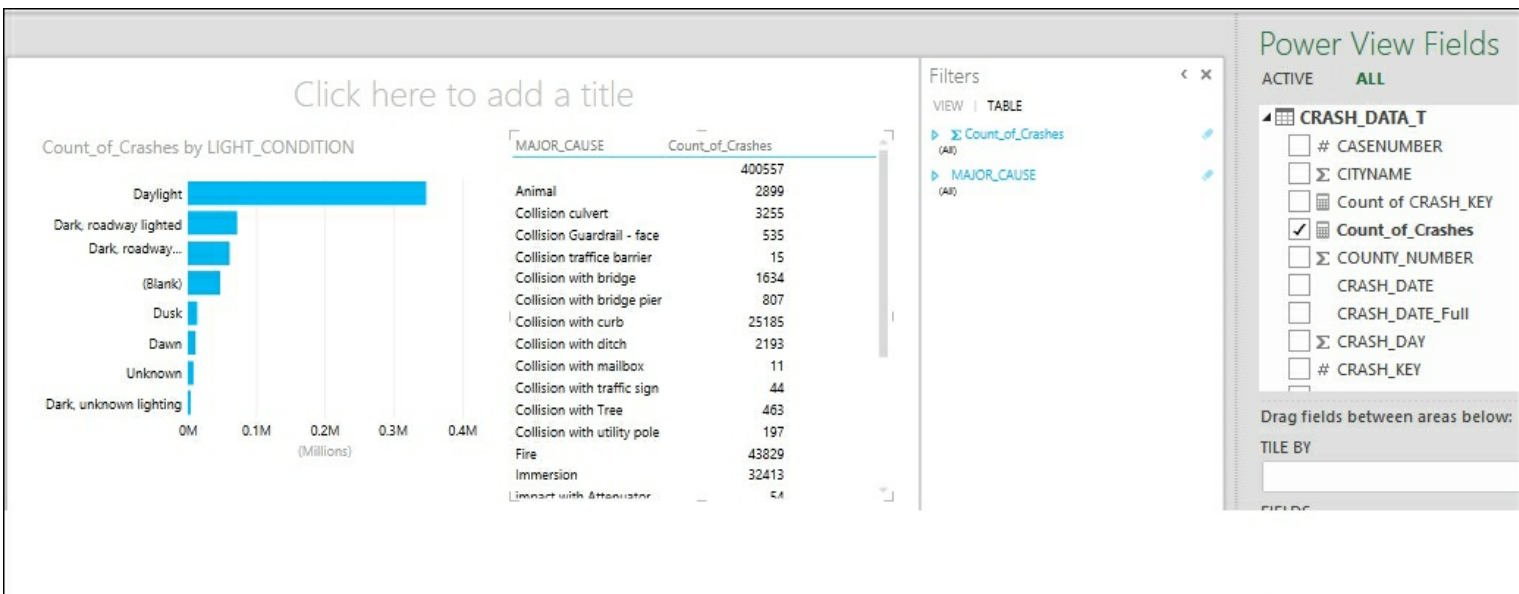 Click here to add a title
Count_of_Crashes by LIGHT_CONDITION
Daylight
Dark, roadway lighted
Dark, roadway...
(Blank)
Dusk
Dawn
Unknown
Dark, unknown lighting
0M 0.1M 0.2M 0.3M 0.4M
(Millions)
MAJOR_CAUSE Count_of_Crashes
400557
Animal 2899
Collision culvert 3255
Collision Guardrail - face 535
Collision traffice barrier 15
Collision with bridge 1634
Collision with bridge pier 807
Collision with curb 25185
Collision with ditch 2193
Collision with mailbox 11
Collision with traffic sign 44
Collision with Tree 463
Collision with utility pole 197
Fire 43829
Immersion 32413
impact with Attenuator 54
Filters
VIEW | TABLE
Σ Count_of_Crashes
(All)
MAJOR_CAUSE
(All)
Power View Fields
ACTIVE ALL
CRASH_DATA_T
# CASENUMBER
Σ CITYNAME
Count of CRASH_KEY
Count_of_Crashes
Σ COUNTY_NUMBER
CRASH_DATE
CRASH_DATE_Full
Σ CRASH_DAY
# CRASH_KEY
Drag fields between areas below:
TILE BY
FIELDS